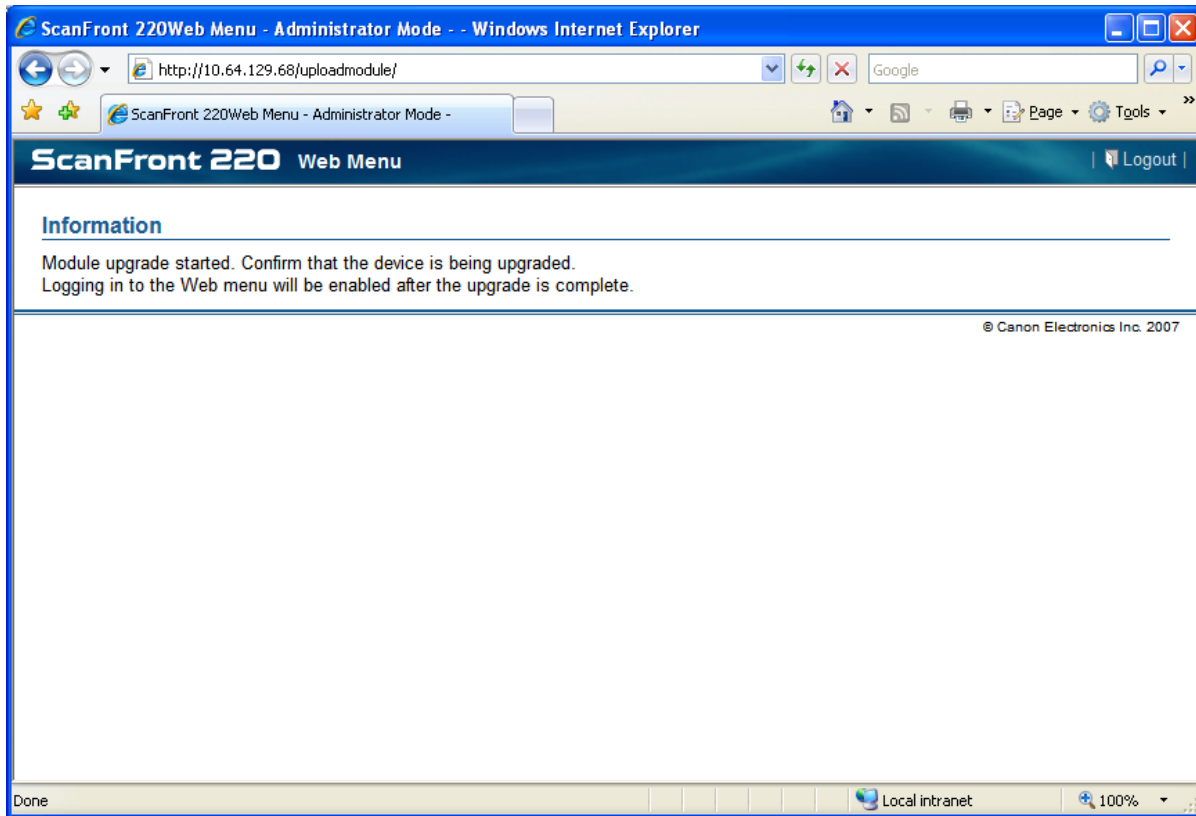 ScanFront 220Web Menu - Administrator Mode - - Windows Internet Explorer
http://10.64.129.68/uploadmodule/
Google
ScanFront 220Web Menu - Administrator Mode -
Page
Tools
»
ScanFront 220 Web Menu
| Logout |
Information
Module upgrade started. Confirm that the device is being upgraded.
Logging in to the Web menu will be enabled after the upgrade is complete.
© Canon Electronics Inc. 2007
Done
Local intranet
100%